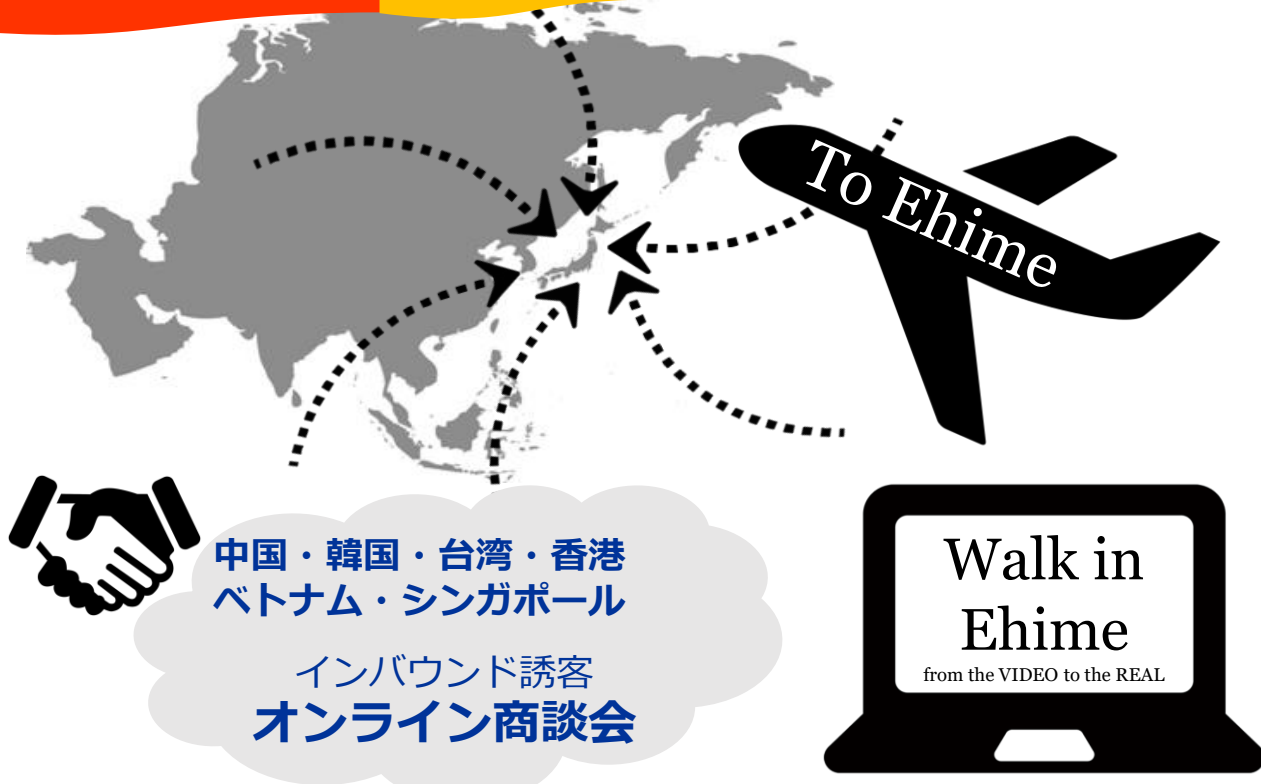 To Ehime
中国・韓国・台湾・香港
ベトナム・シンガポール
インバウンド誘客
オンライン商談会
Walk in
Ehime
from the VIDEO to the REAL